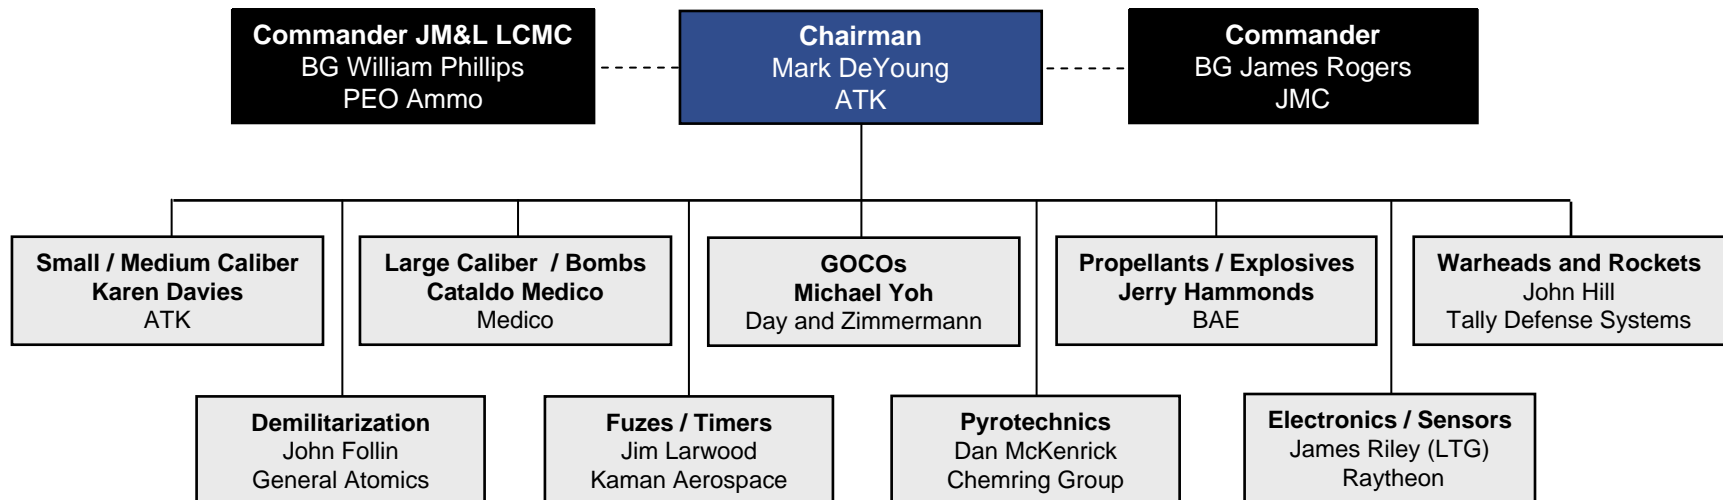 Commander JM&L LCMC
BG William Phillips
PEO Ammo
Chairman
Mark DeYoung
ATK
Commander
BG James Rogers
JMC
Small / Medium Caliber
Karen Davies
ATK
Large Caliber / Bombs
Cataldo Medico
Medico
GOCOs
Michael Yoh
Day and Zimmermann
Propellants / Explosives
Jerry Hammonds
BAE
Warheads and Rockets
John Hill
Tally Defense Systems
Demilitarization
John Follin
General Atomics
Fuzes / Timers
Jim Larwood
Kaman Aerospace
Pyrotechnics
Dan McKenrick
Chemring Group
Electronics / Sensors
James Riley (LTG)
Raytheon